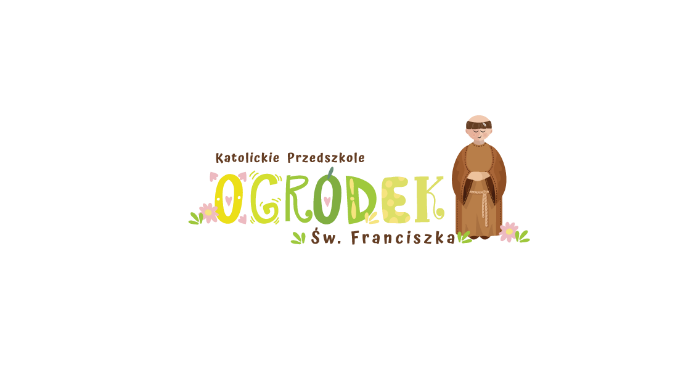 Katolickie Przedszkole
OGRÓDEK
Św. Franciszka